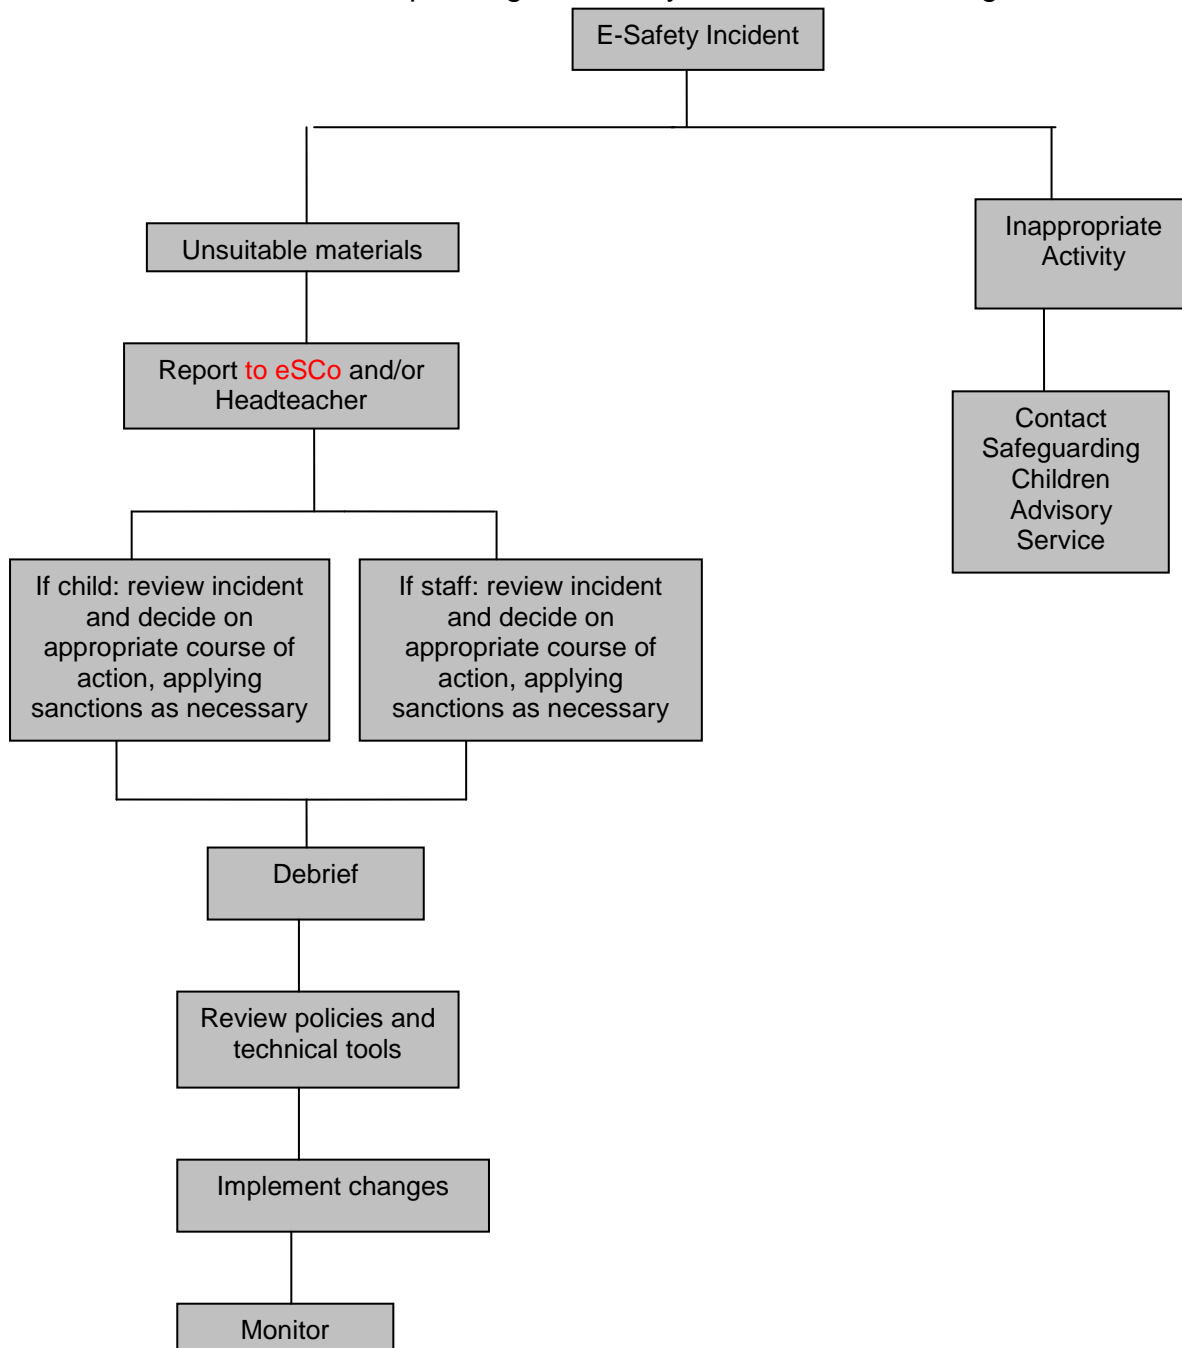 E-Safety Incident
Unsuitable materials
Inappropriate
Activity
Report to eSCo and/or
Headteacher
Contact
Safeguarding
Children
Advisory
Service
If child: review incident
and decide on
appropriate course of
action, applying
sanctions as necessary
If staff: review incident
and decide on
appropriate course of
action, applying
sanctions as necessary
Debrief
Review policies and
technical tools
Implement changes
Monitor